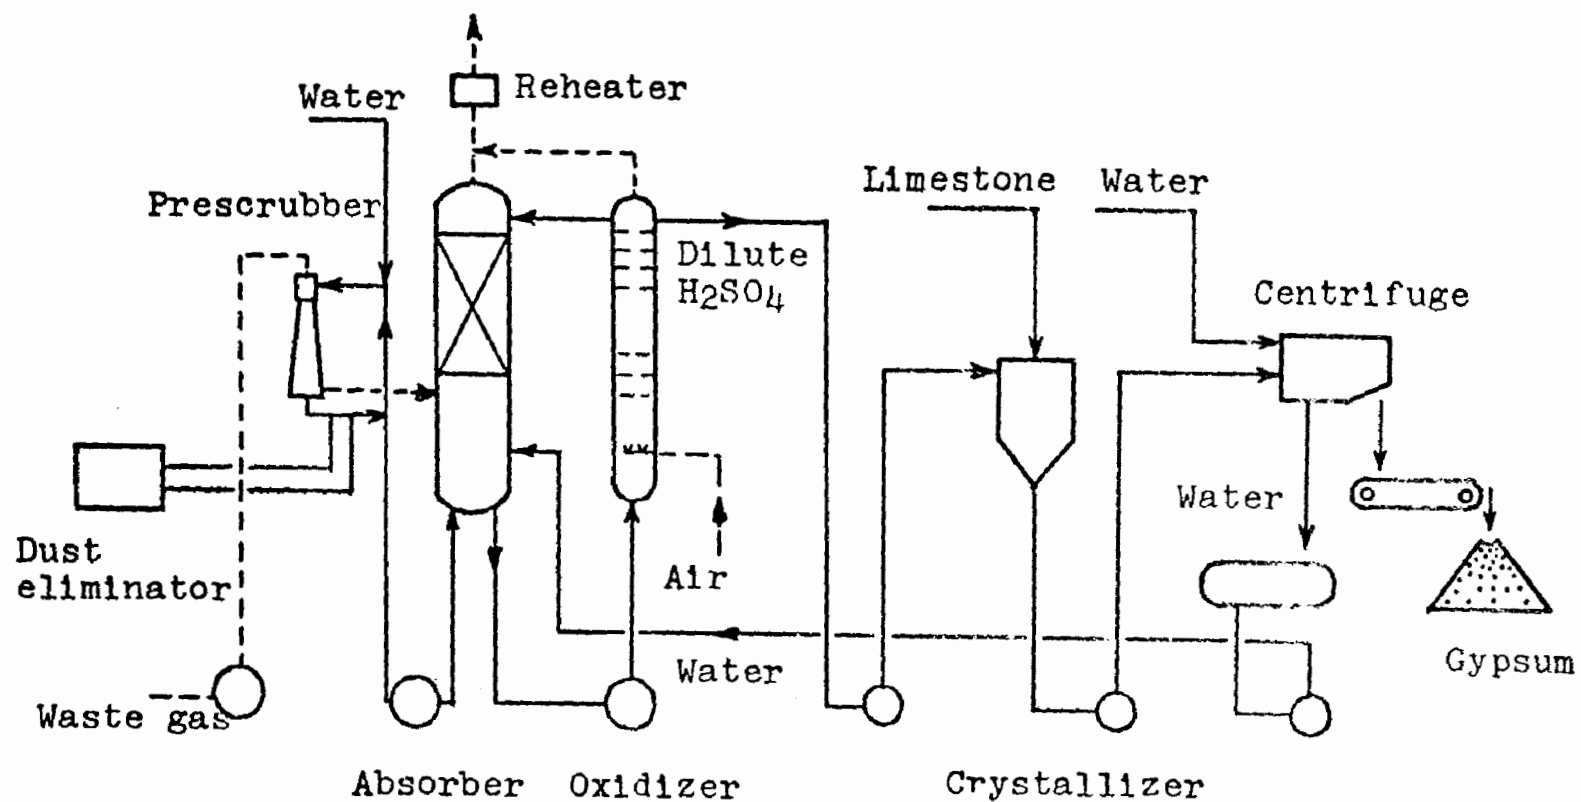 Reheater
Water
Prescrubber
Limestone
Water
Dilute
H2SO4
Centrifuge
Dust
eliminator
Air
Water
Waste gas
Water
Gypsum
Absorber
Oxidizer
Crystallizer